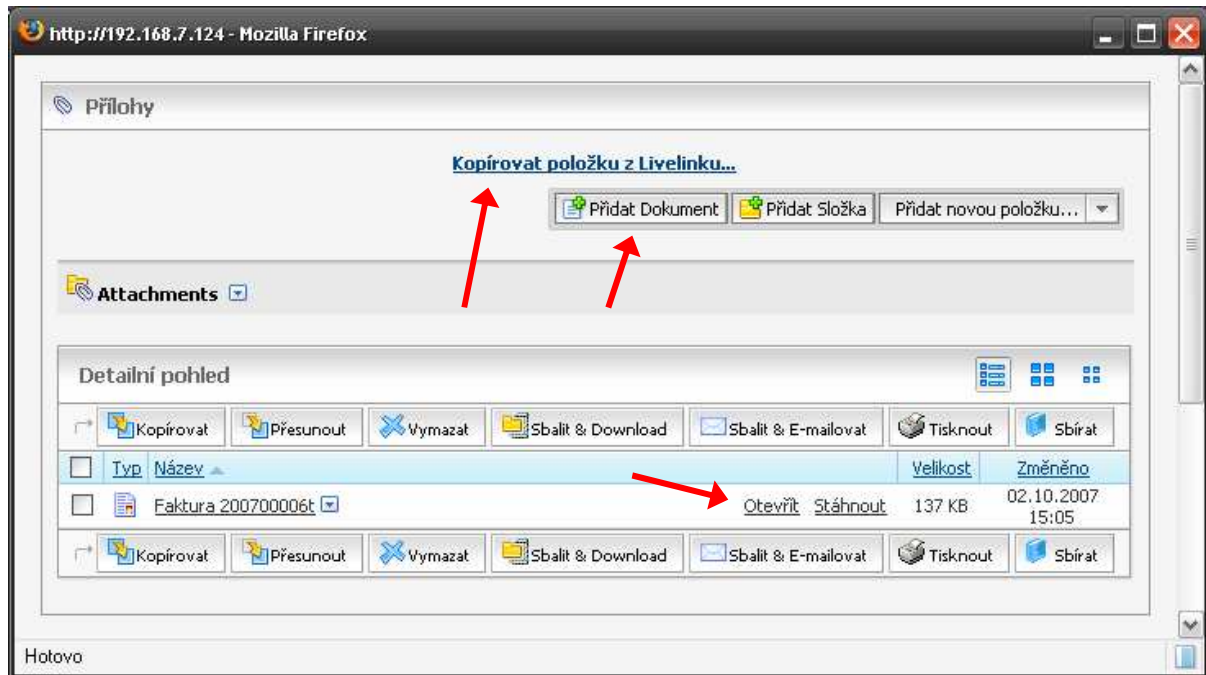 http://192.168.7.124 - Mozilla Firefox
Přílohy
Kopírovat položku z Livelinku...
Přidat Dokument Přidat Složka Přidat novou položku...
Attachments
Detailní pohled
Kopírovat Přesunout Vymazat Sbalit & Download Sbalit & E-mailovat Tisknout Sbírat
Typ Název Velikost Změněno
Faktura 200700006t Otevřít Stáhnout 137 KB 02.10.2007
15:05
Kopírovat Přesunout Vymazat Sbalit & Download Sbalit & E-mailovat Tisknout Sbírat
Hotovo